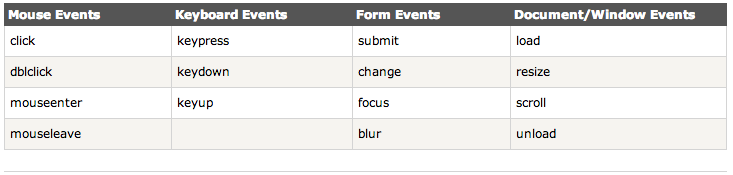 Mouse Events Keyboard Events Form Events Document/Window Events
click keypress submit load
dblclick keydown change resize
mouseenter keyup focus scroll
mouseleave blur unload